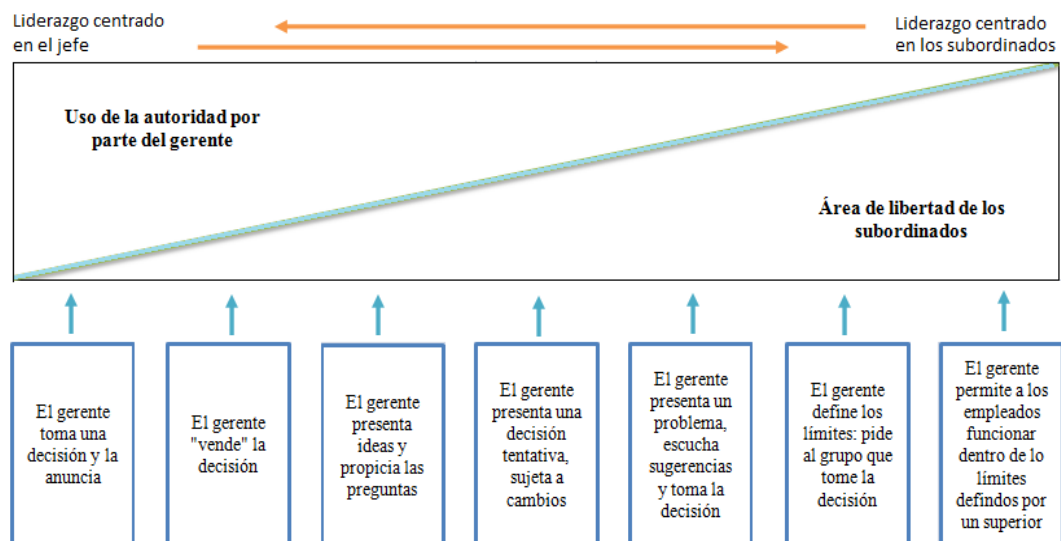 Liderazgo centrado
en el jefe
Liderazgo centrado
en los subordinados
Uso de la autoridad por
parte del gerente
Área de libertad de los
subordinados
El gerente
toma una
decisión y la
anuncia
El gerente
"vende" la
decisión
El gerente
presenta
ideas y
propicia las
preguntas
El gerente
presenta una
decisión
tentativa,
sujeta a
cambios
El gerente
presenta un
problema,
escucha
sugerencias
y toma la
decisión
El gerente
define los
límites: pide
al grupo que
tome la
decisión
El gerente
permite a los
empleados
funcionar
dentro de lo
límites
defindos por
un superior